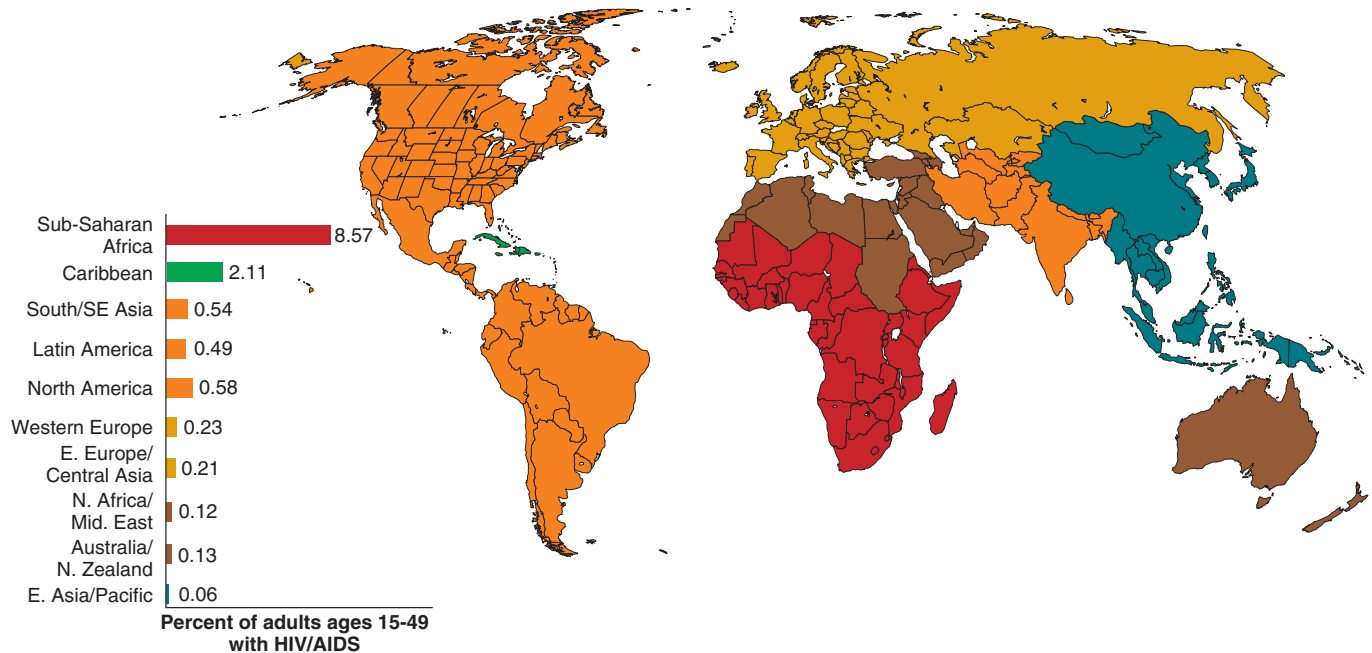 Sub-Saharan
Africa
8.57
Caribbean
2.11
South/SE Asia
0.54
Latin America
0.49
North America
0.58
Western Europe
0.23
E. Europe/
Central Asia
0.21
N. Africa/
Mid. East
0.12
Australia/
N. Zealand
0.13
E. Asia/Pacific
0.06
Percent of adults ages 15-49
with HIV/AIDS